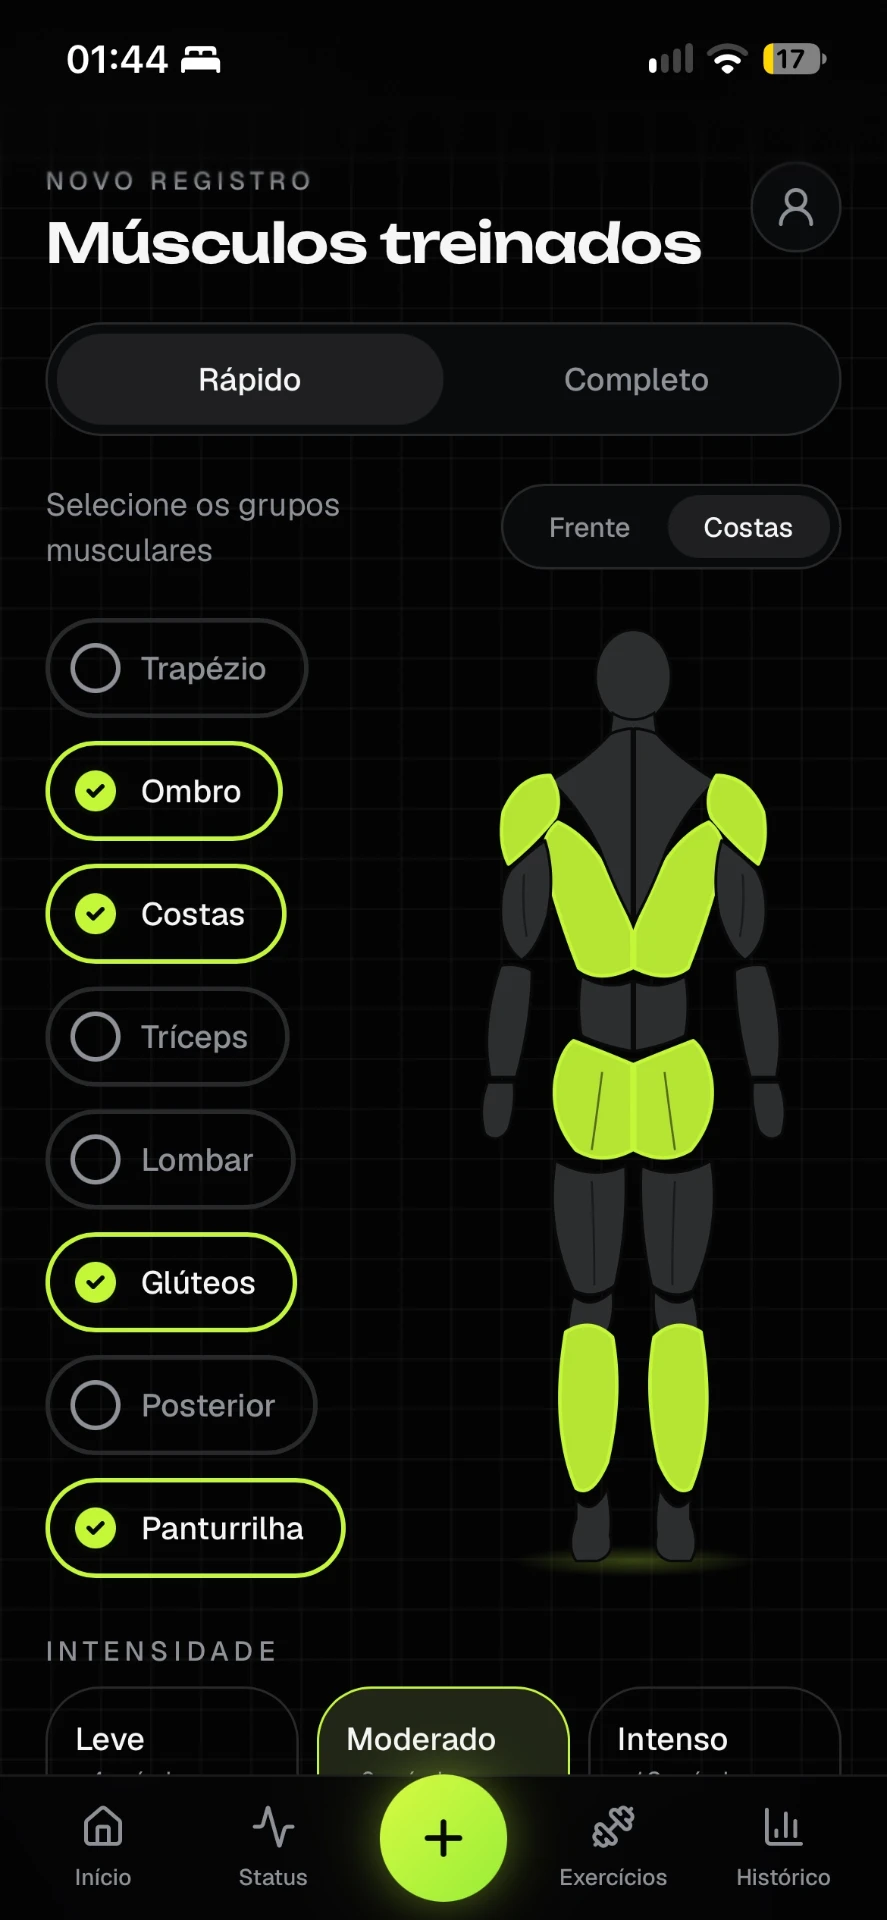 01:44
17
NOVO REGISTRO
Músculos treinados
Rápido
Completo
Selecione os grupos
musculares
Frente
Costas
Trapézio
Ombro
Costas
Tríceps
Lombar
Glúteos
Posterior
Panturrilha
INTENSIDADE
Leve
Moderado
Intenso
Início
Status
Exercícios
Histórico